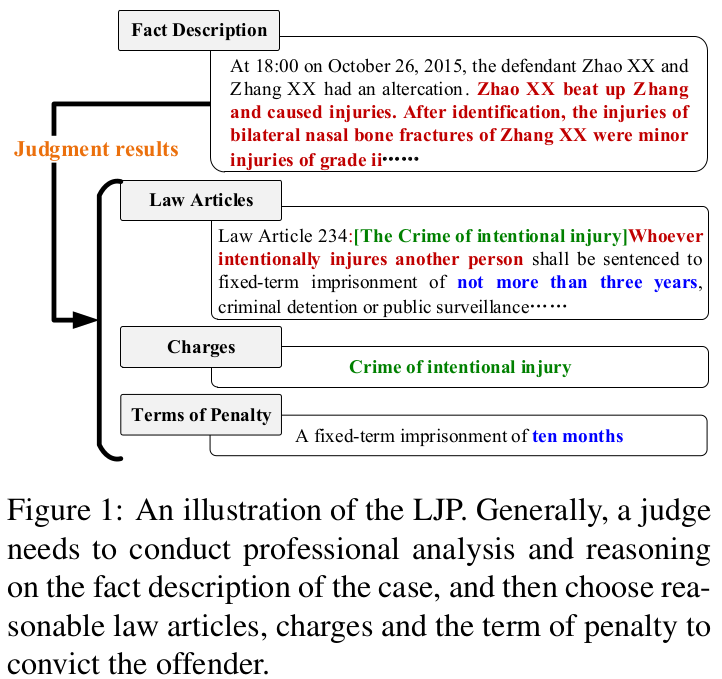 Fact Description
At 18:00 on October 26, 2015, the defendant Zhao XX and
Zhang XX had an altercation. Zhao XX beat up Zhang
and caused injuries. After identification, the injuries of
bilateral nasal bone fractures of Zhang XX were minor
injuries of grade ii⋯⋯
Judgment results
Law Articles
Law Article 234:[The Crime of intentional injury]Whoever
intentionally injures another person shall be sentenced to
fixed-term imprisonment of not more than three years,
criminal detention or public surveillance⋯⋯
Charges
Crime of intentional injury
Terms of Penalty
A fixed-term imprisonment of ten months
Figure 1: An illustration of the LJP. Generally, a judge
needs to conduct professional analysis and reasoning
on the fact description of the case, and then choose rea-
sonable law articles, charges and the term of penalty to
convict the offender.